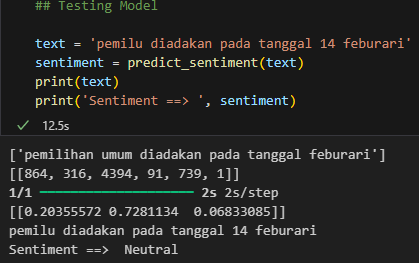 ## Testing Model
text = 'pemilu diadakan pada tanggal 14 feburari'
sentiment = predict_sentiment(text)
print(text)
print('Sentiment ==> ', sentiment)
✓ 12.5s
['pemilihan umum diadakan pada tanggal feburari']
[[864, 316, 4394, 91, 739, 1]]
1/1 ━━━━━━━━━━━━━━━━━━━━ 2s 2s/step
[[0.20355572 0.7281134  0.06833085]]
pemilu diadakan pada tanggal 14 feburari
Sentiment ==>  Neutral